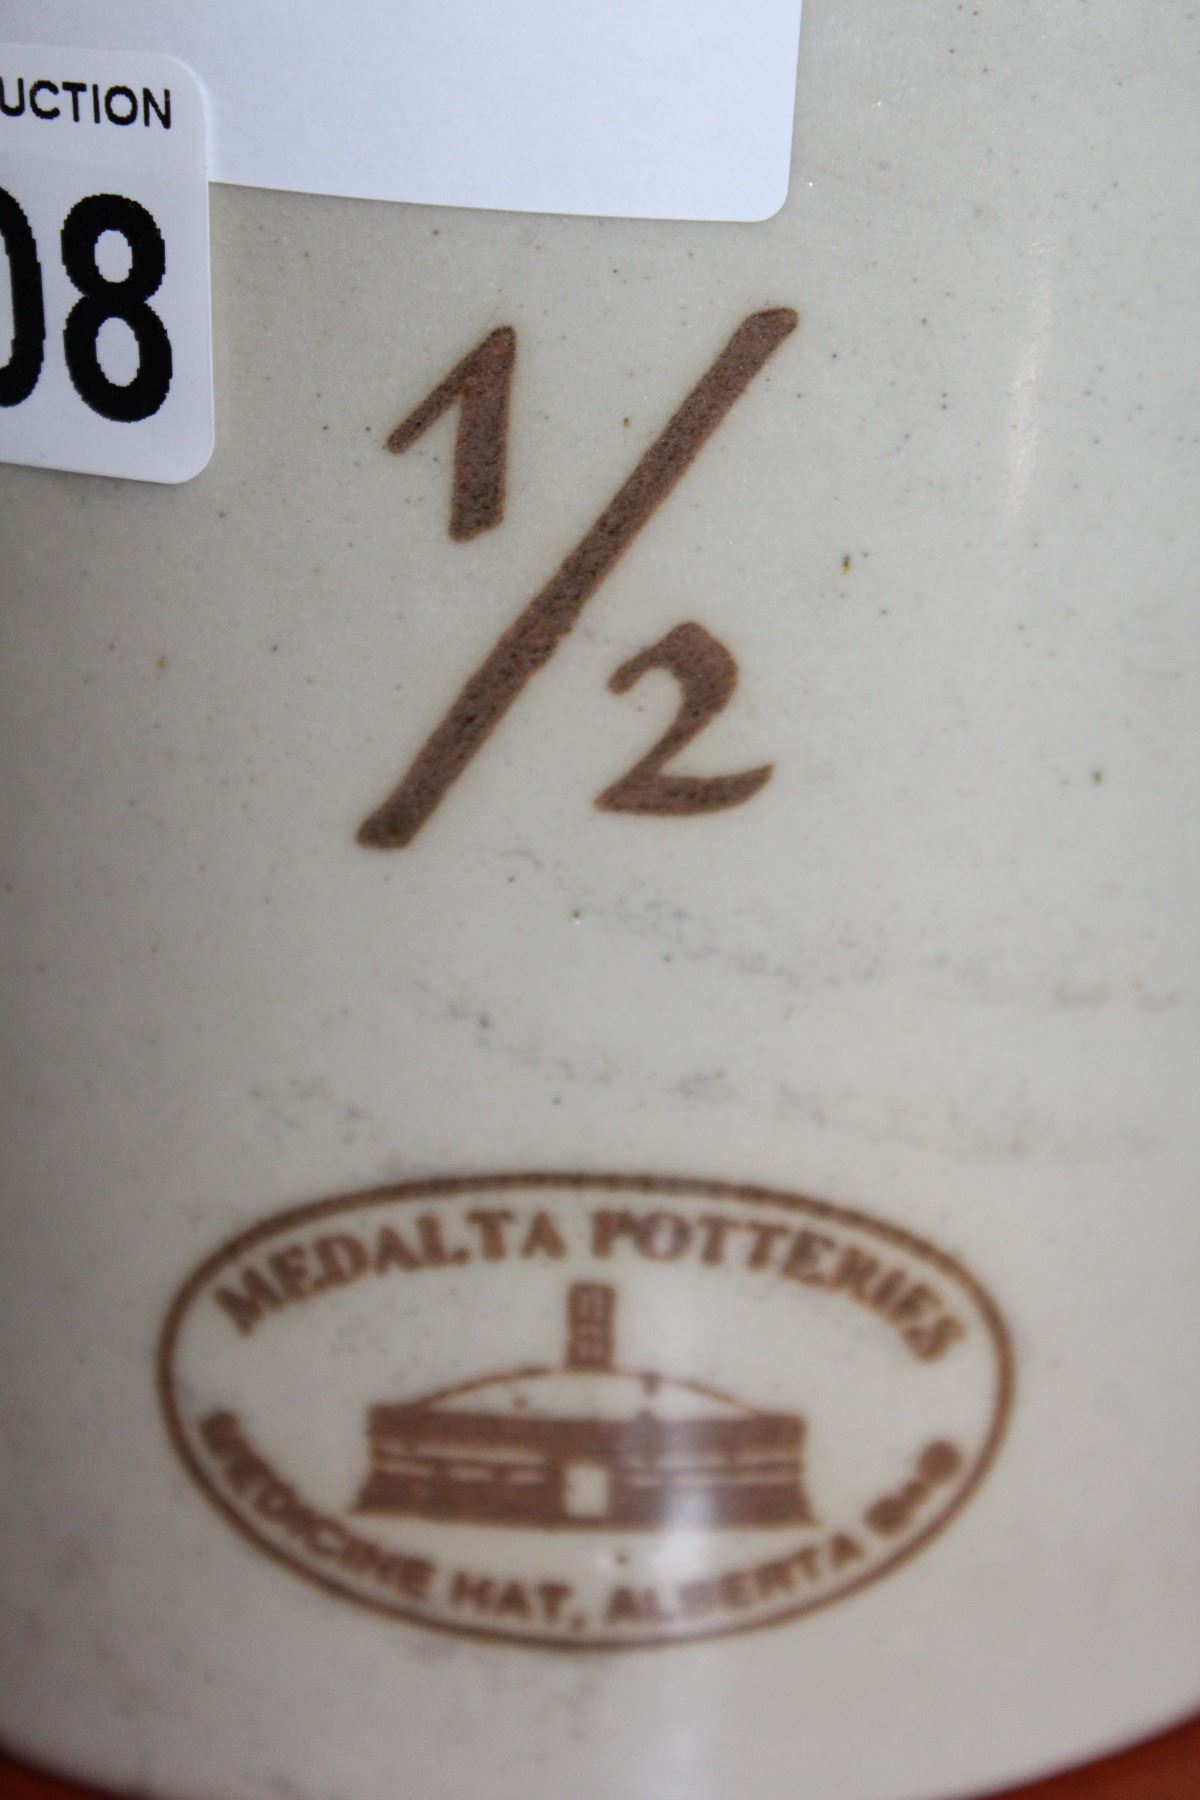 UCTION
08
1/2
MEDALTA POTTERIES
MEDICINE HAT, ALBERTA